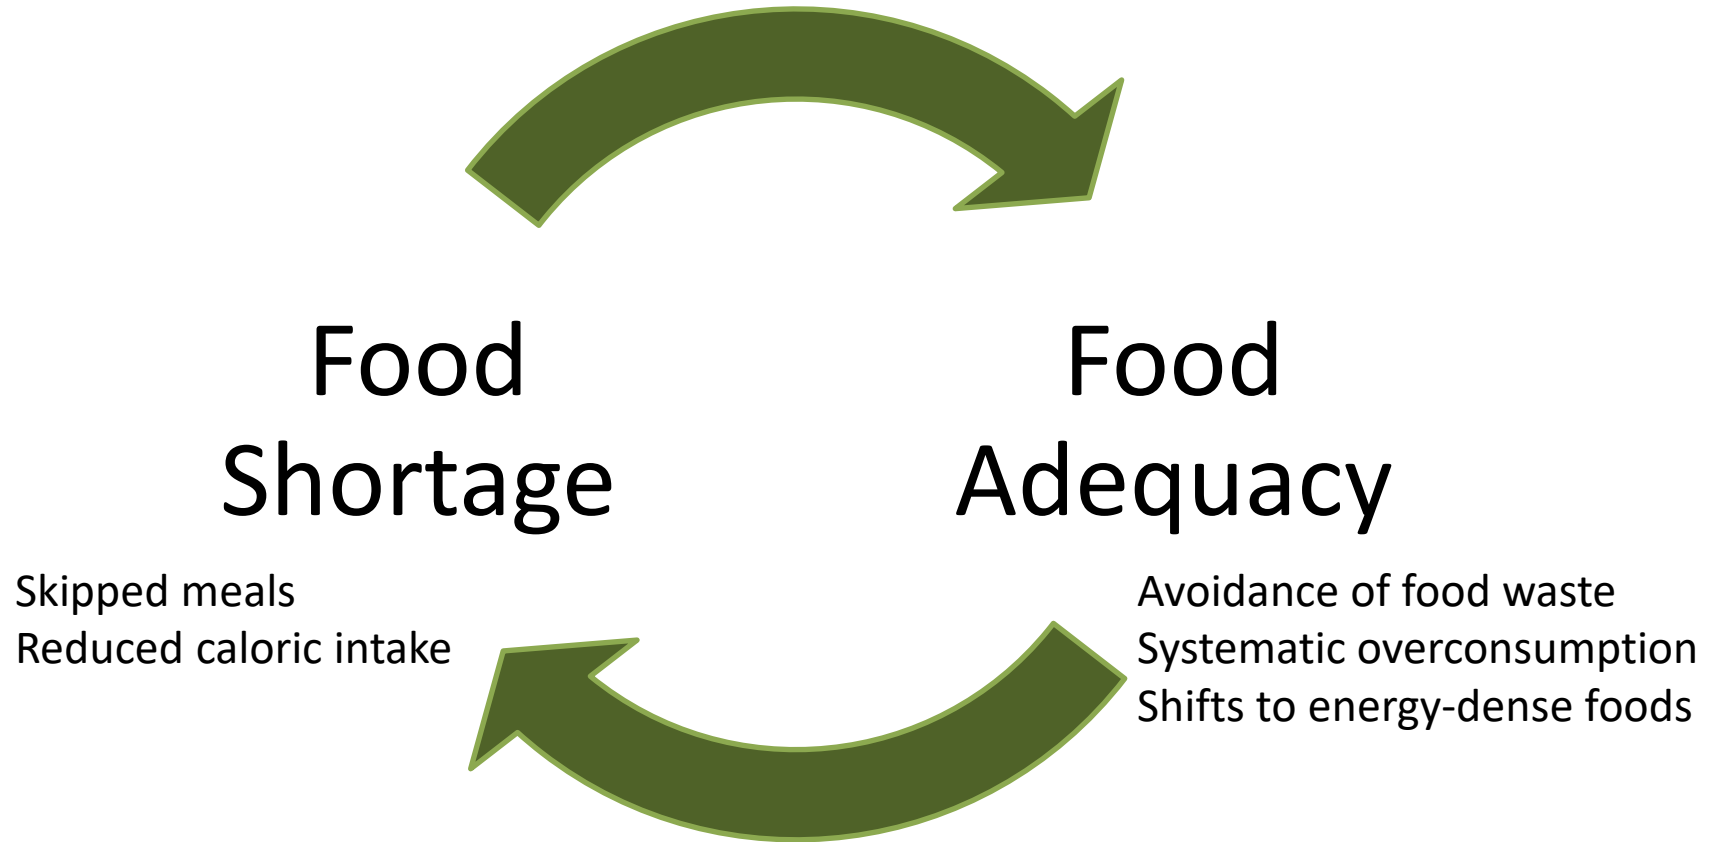 Food
Shortage
Skipped meals
Reduced caloric intake
Food
Adequacy
Avoidance of food waste
Systematic overconsumption
Shifts to energy-dense foods